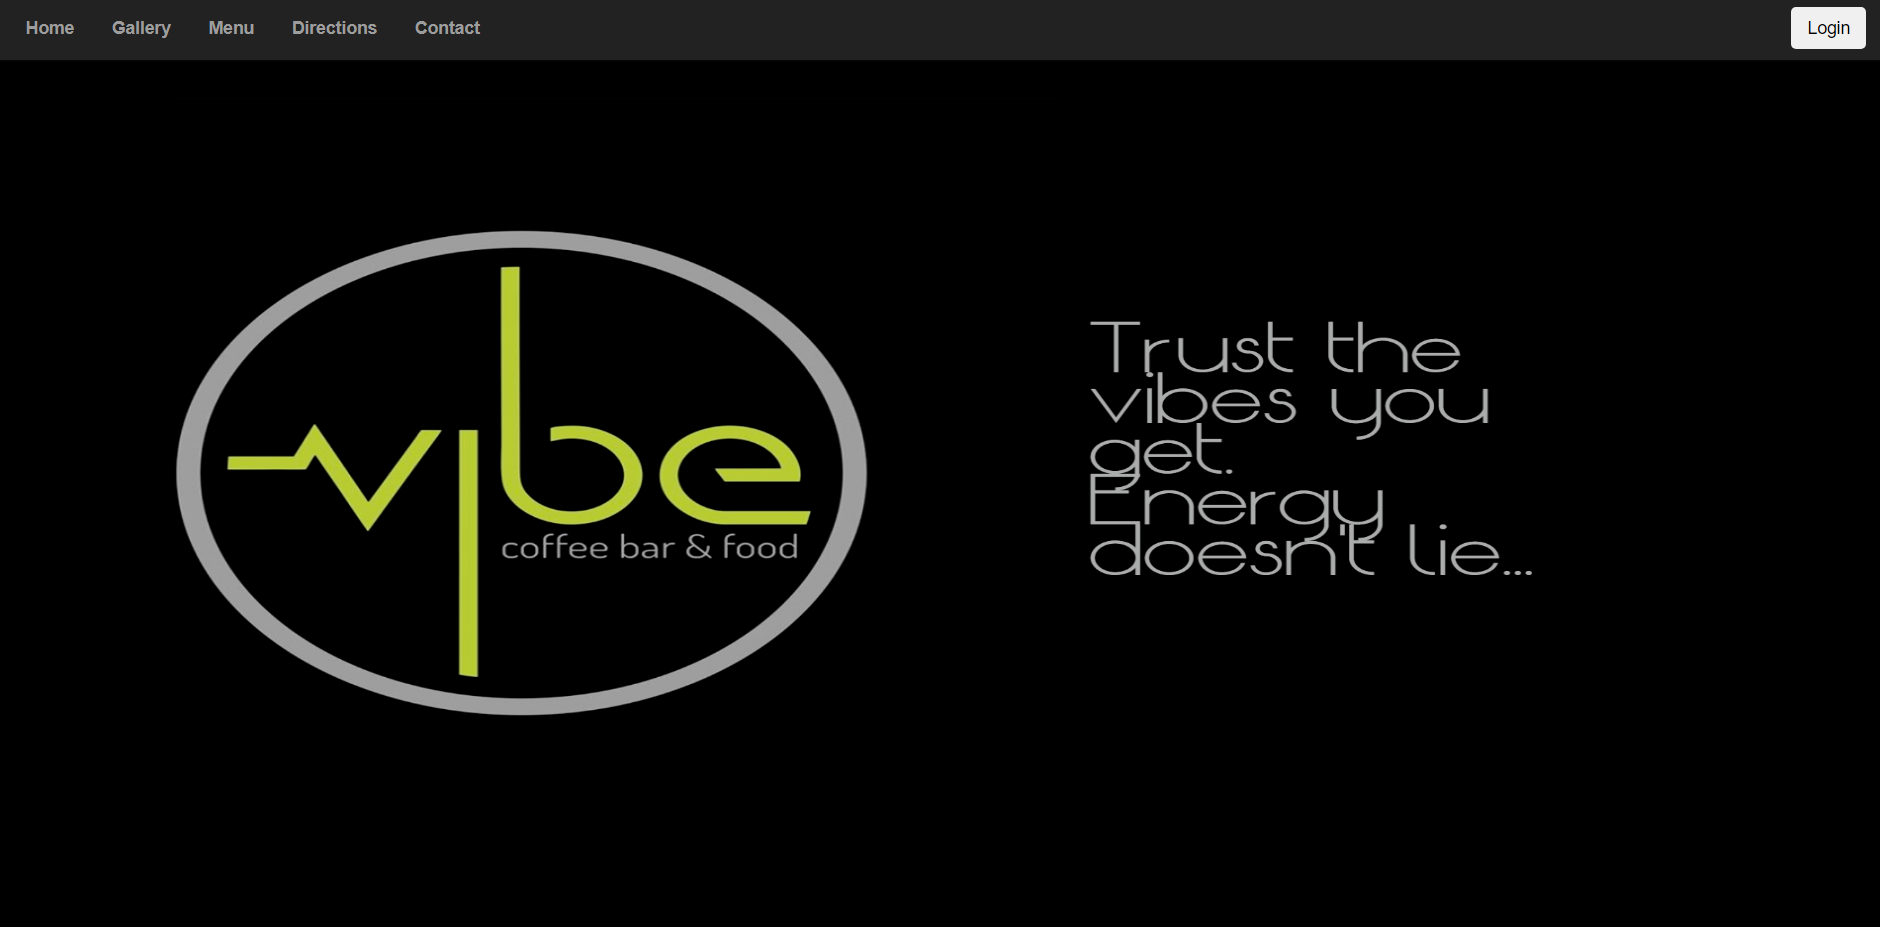 Home Gallery Menu Directions Contact Login
vibe
coffee bar & food
Trust the
vibes you
get.
Energy
doesn't lie...